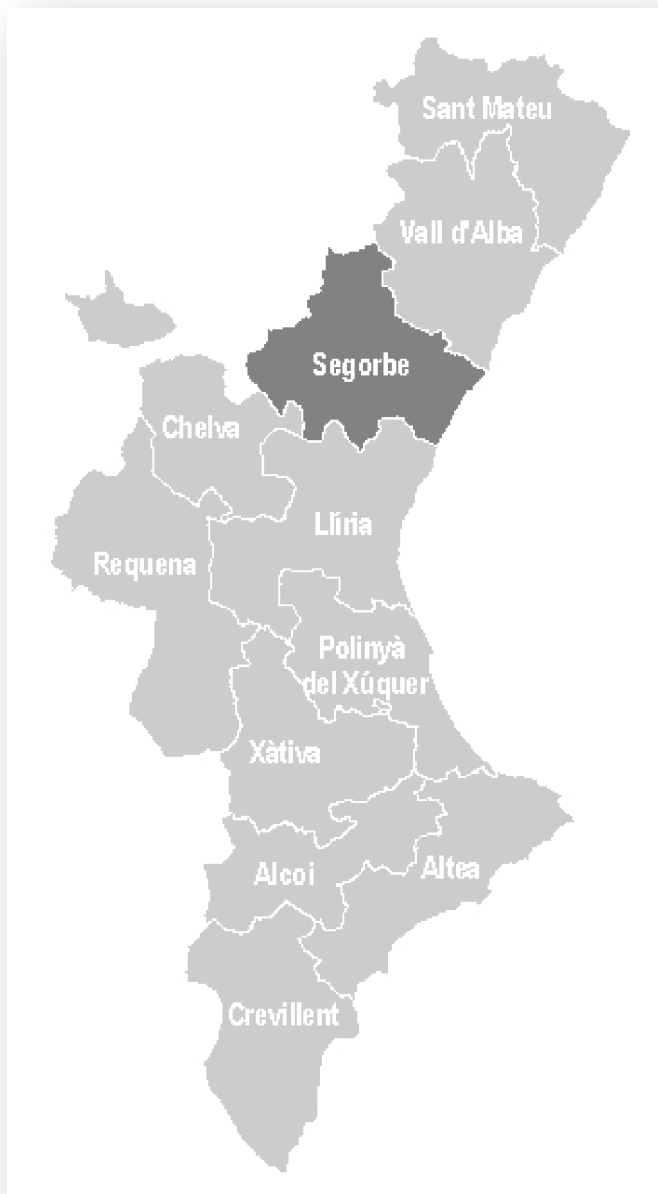 Sant Mateu
Vall d'Alba
Segorbe
Chelva
Llíria
Requena
Polinyà
del Xúquer
Xàtiva
Alcoi
Altea
Crevillent